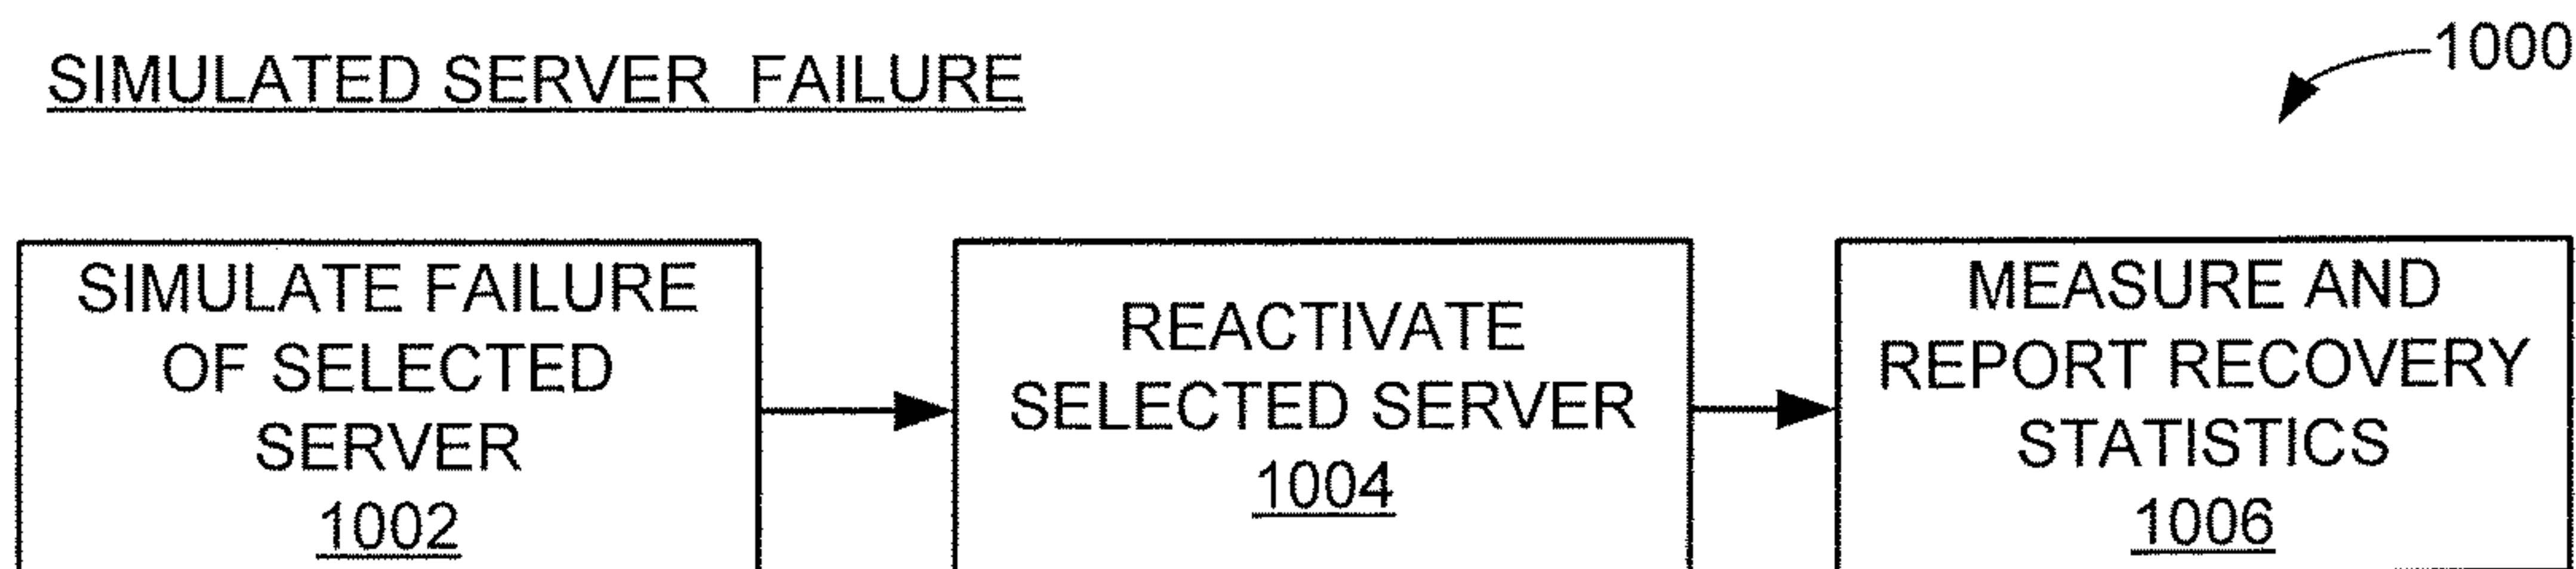 SIMULATED SERVER FAILURE
1000
SIMULATE FAILURE
OF SELECTED
SERVER
1002
REACTIVATE
SELECTED SERVER
1004
MEASURE AND
REPORT RECOVERY
STATISTICS
1006